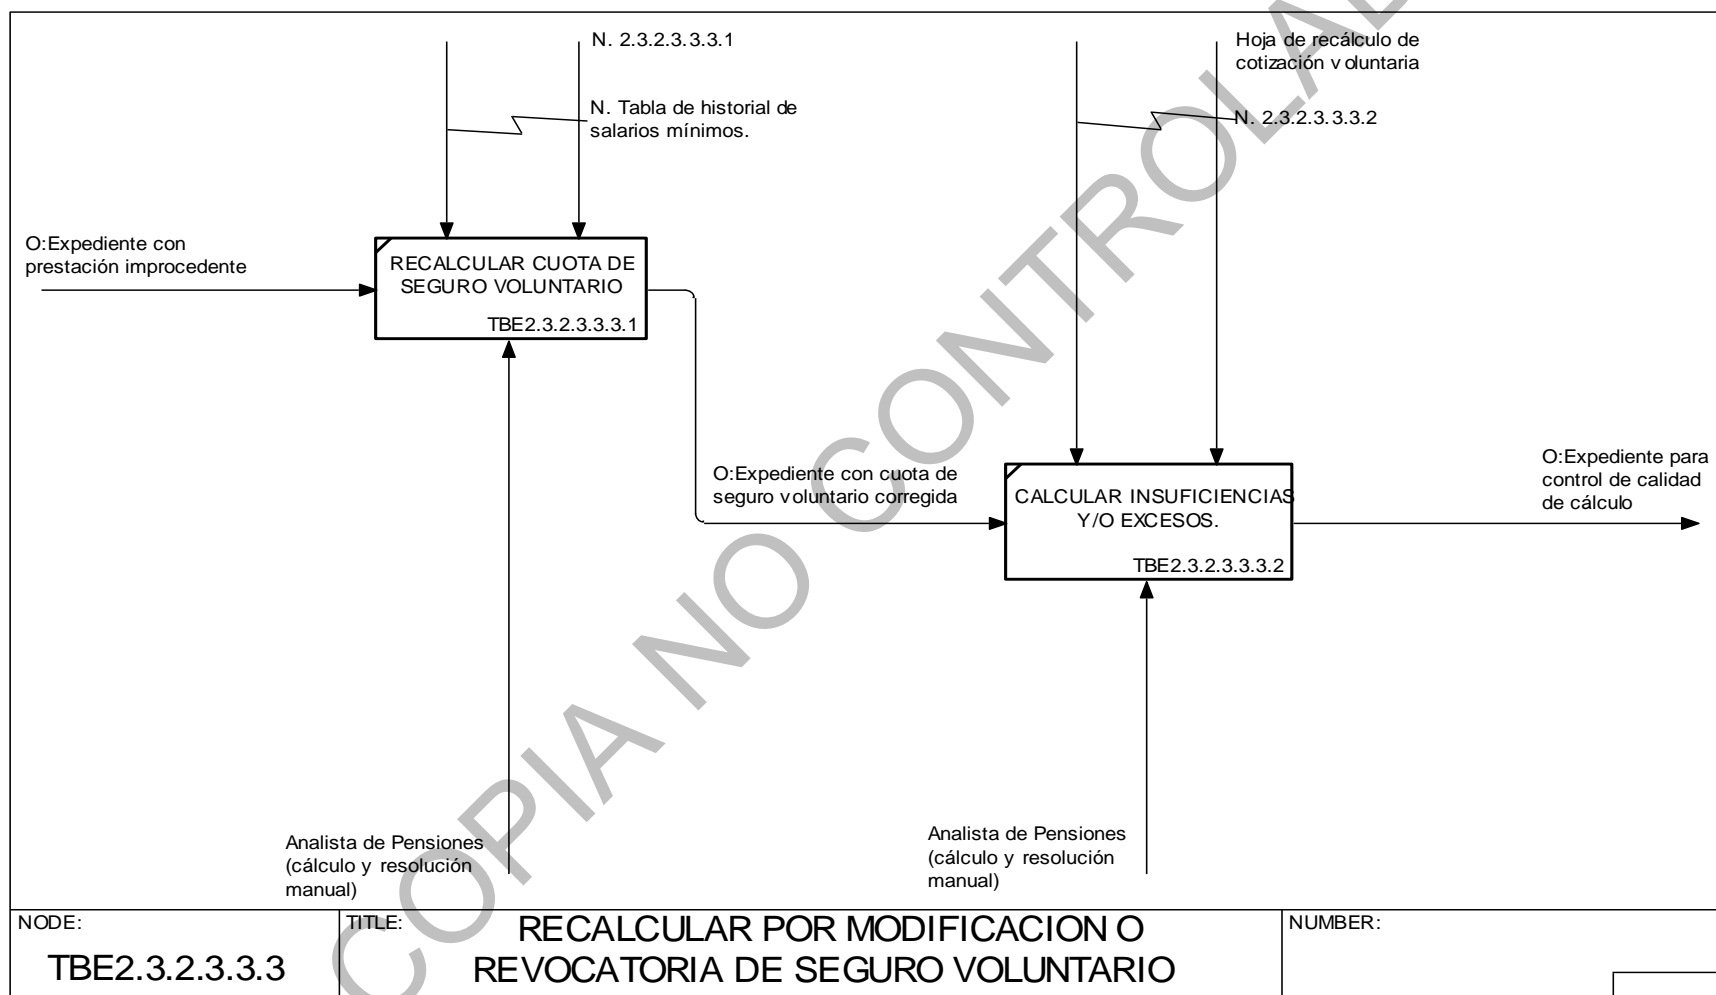 N. 2.3.2.3.3.3.1
Hoja de recálculo de
cotización voluntaria
N. Tabla de historial de
salarios mínimos.
N. 2.3.2.3.3.3.2
O:Expediente con
prestación improcedente
RECALCULAR CUOTA DE
SEGURO VOLUNTARIO
TBE2.3.2.3.3.3.1
O:Expediente con cuota de
seguro voluntario corregida
CALCULAR INSUFICIENCIAS
Y/O EXCESOS.
TBE2.3.2.3.3.3.2
O:Expediente para
control de calidad
de cálculo
Analista de Pensiones
(cálculo y resolución
manual)
Analista de Pensiones
(cálculo y resolución
manual)
COPIA NO CONTROLA
NODE:
TBE2.3.2.3.3.3
TITLE:
RECALCULAR POR MODIFICACION O
REVOCATORIA DE SEGURO VOLUNTARIO
NUMBER: